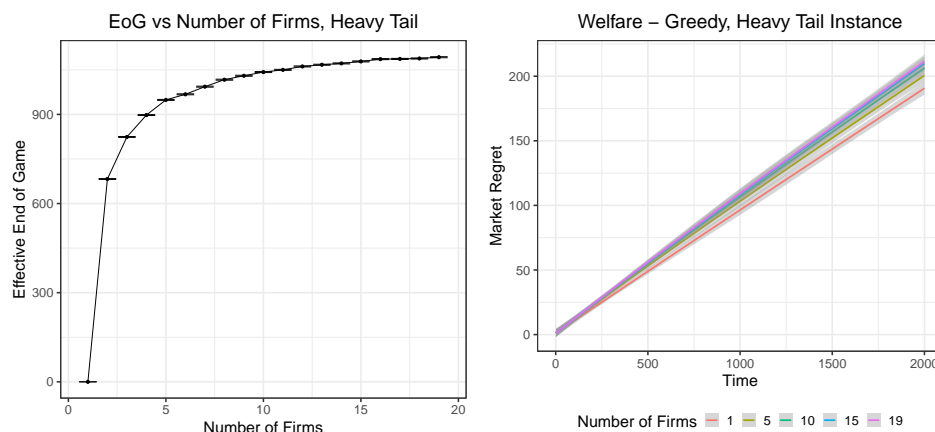 EoG vs Number of Firms, Heavy Tail
Effective End of Game
900
600
300
0
0 5 10 15 20
Number of Firms
Welfare – Greedy, Heavy Tail Instance
Market Regret
200
150
100
50
0
0 500 1000 1500 2000
Time
Number of Firms 1 5 10 15 19